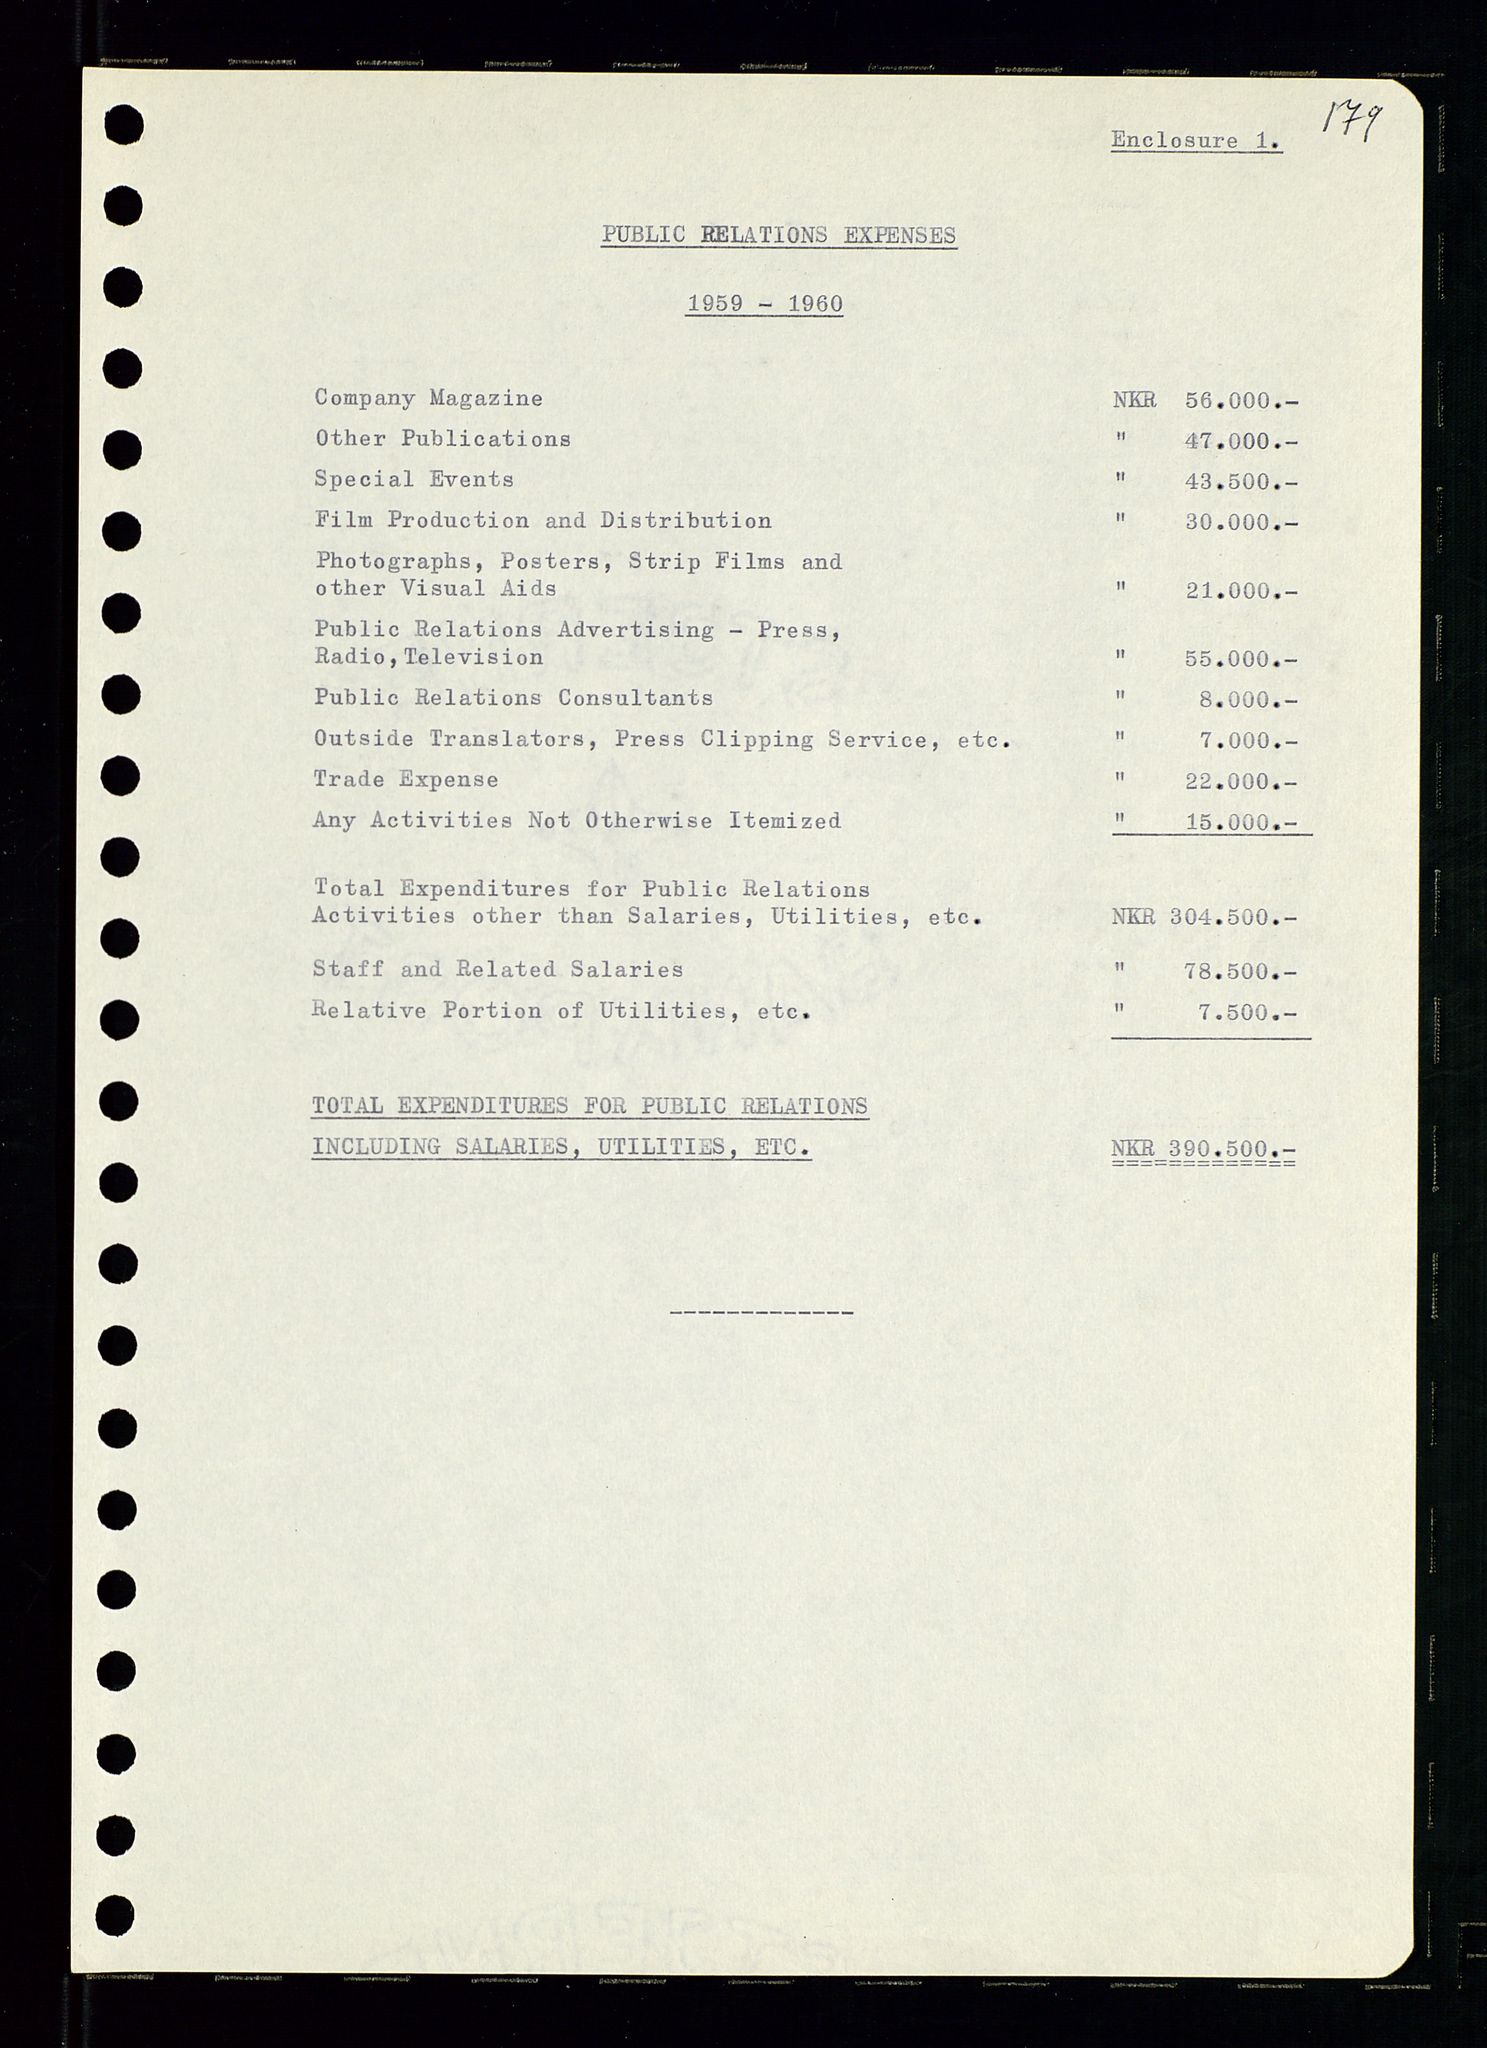 179
Enclosure 1.
PUBLIC RELATIONS EXPENSES
1959 - 1960
Company Magazine NKR 56.000.-
Other Publications " 47.000.-
Special Events " 43.500.-
Film Production and Distribution " 30.000.-
Photographs, Posters, Strip Films and
other Visual Aids " 21.000.-
Public Relations Advertising - Press,
Radio,Television " 55.000.-
Public Relations Consultants " 8.000.-
Outside Translators, Press Clipping Service, etc. " 7.000.-
Trade Expense " 22.000.-
Any Activities Not Otherwise Itemized " 15.000.-
Total Expenditures for Public Relations
Activities other than Salaries, Utilities, etc. NKR 304.500.-
Staff and Related Salaries " 78.500.-
Relative Portion of Utilities, etc. " 7.500.-
TOTAL EXPENDITURES FOR PUBLIC RELATIONS
INCLUDING SALARIES, UTILITIES, ETC. NKR 390.500.-
=============
-------------